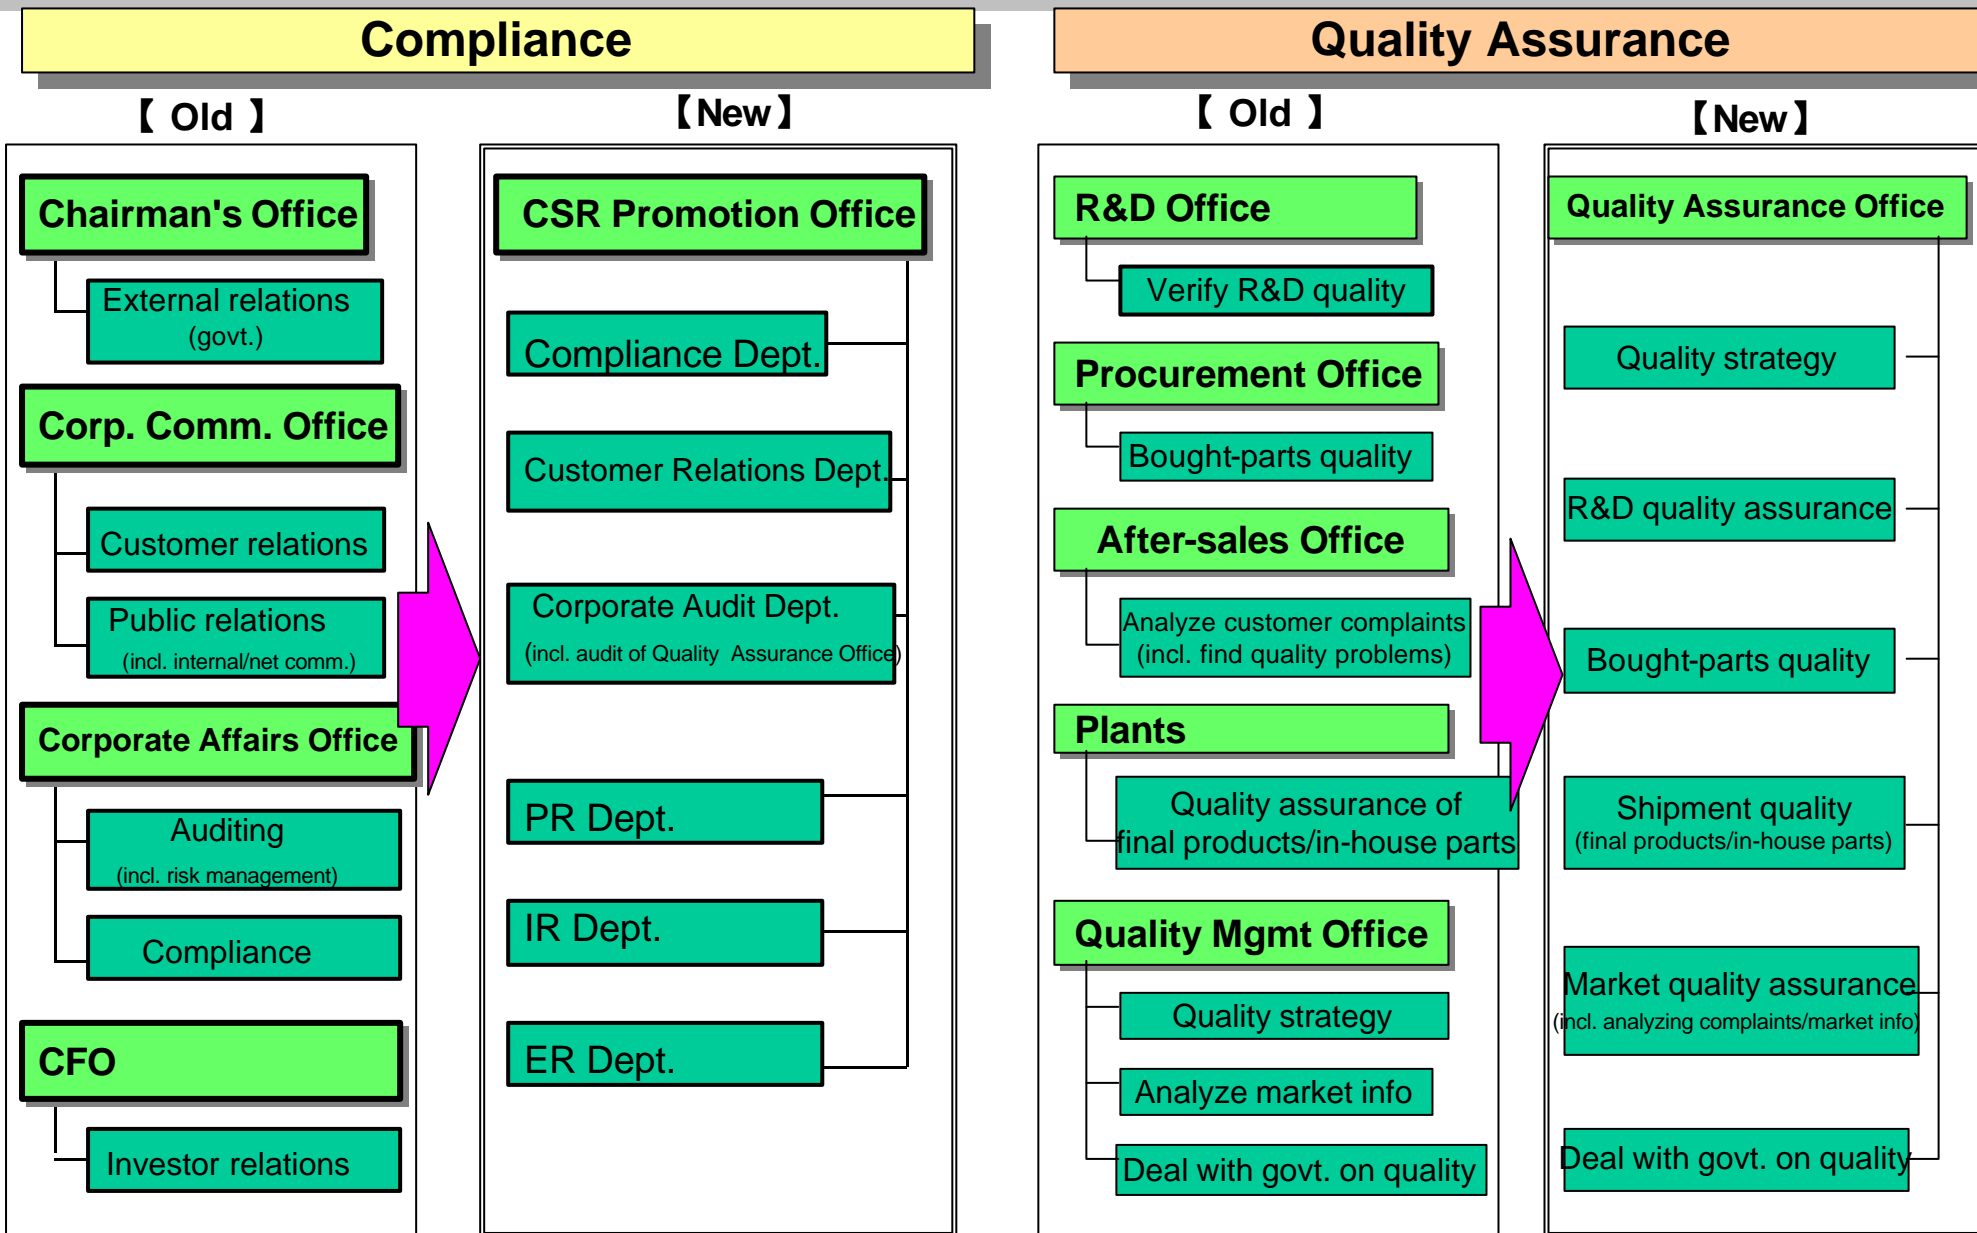 Compliance
【 Old 】
Chairman's Office
External relations
(govt.)
Corp. Comm. Office
Customer relations
Public relations
(incl. internal/net comm.)
Corporate Affairs Office
Auditing
(incl. risk management)
Compliance
CFO
Investor relations
【New】
CSR Promotion Office
Compliance Dept.
Customer Relations Dept.
Corporate Audit Dept.
(incl. audit of Quality Assurance Office)
PR Dept.
IR Dept.
ER Dept.
Quality Assurance
【 Old 】
R&D Office
Verify R&D quality
Procurement Office
Bought-parts quality
After-sales Office
Analyze customer complaints
(incl. find quality problems)
Plants
Quality assurance of
final products/in-house parts
Quality Mgmt Office
Quality strategy
Analyze market info
Deal with govt. on quality
【New】
Quality Assurance Office
Quality strategy
R&D quality assurance
Bought-parts quality
Shipment quality
(final products/in-house parts)
Market quality assurance
(incl. analyzing complaints/market info)
Deal with govt. on quality